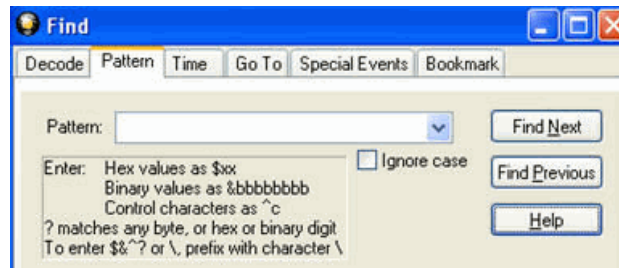 Find
Decode Pattern Time Go To Special Events Bookmark
Pattern: Find Next
Ignore case
Enter: Hex values as $xx
Binary values as &bbbbbbbb
Control characters as ^c
? matches any byte, or hex or binary digit
To enter $&^? or \, prefix with character \
Find Previous
Help